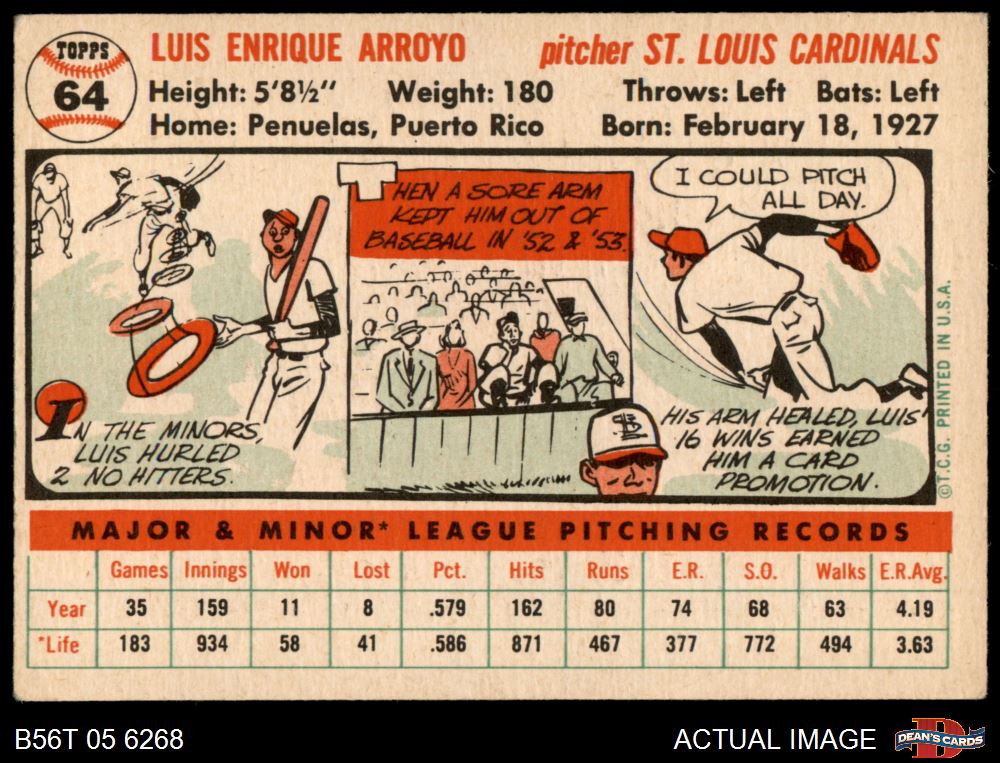 TOPPS
64
LUIS ENRIQUE ARROYO pitcher ST. LOUIS CARDINALS
Height: 5'8½" Weight: 180 Throws: Left Bats: Left
Home: Penuelas, Puerto Rico Born: February 18, 1927
IN THE MINORS,
LUIS HURLED
2 NO HITTERS.
WHEN A SORE ARM
KEPT HIM OUT OF
BASEBALL IN '52 & '53.
I COULD PITCH
ALL DAY.
STL
HIS ARM HEALED, LUIS'
16 WINS EARNED
HIM A CARD
PROMOTION.
©T.C.G. PRINTED IN U.S.A.
MAJOR & MINOR* LEAGUE PITCHING RECORDS
Games Innings Won Lost Pct. Hits Runs E.R. S.O. Walks E.R.Avg.
Year 35 159 11 8 .579 162 80 74 68 63 4.19
*Life 183 934 58 41 .586 871 467 377 772 494 3.63
B56T 05 6268
ACTUAL IMAGE
D
DEAN'S CARDS